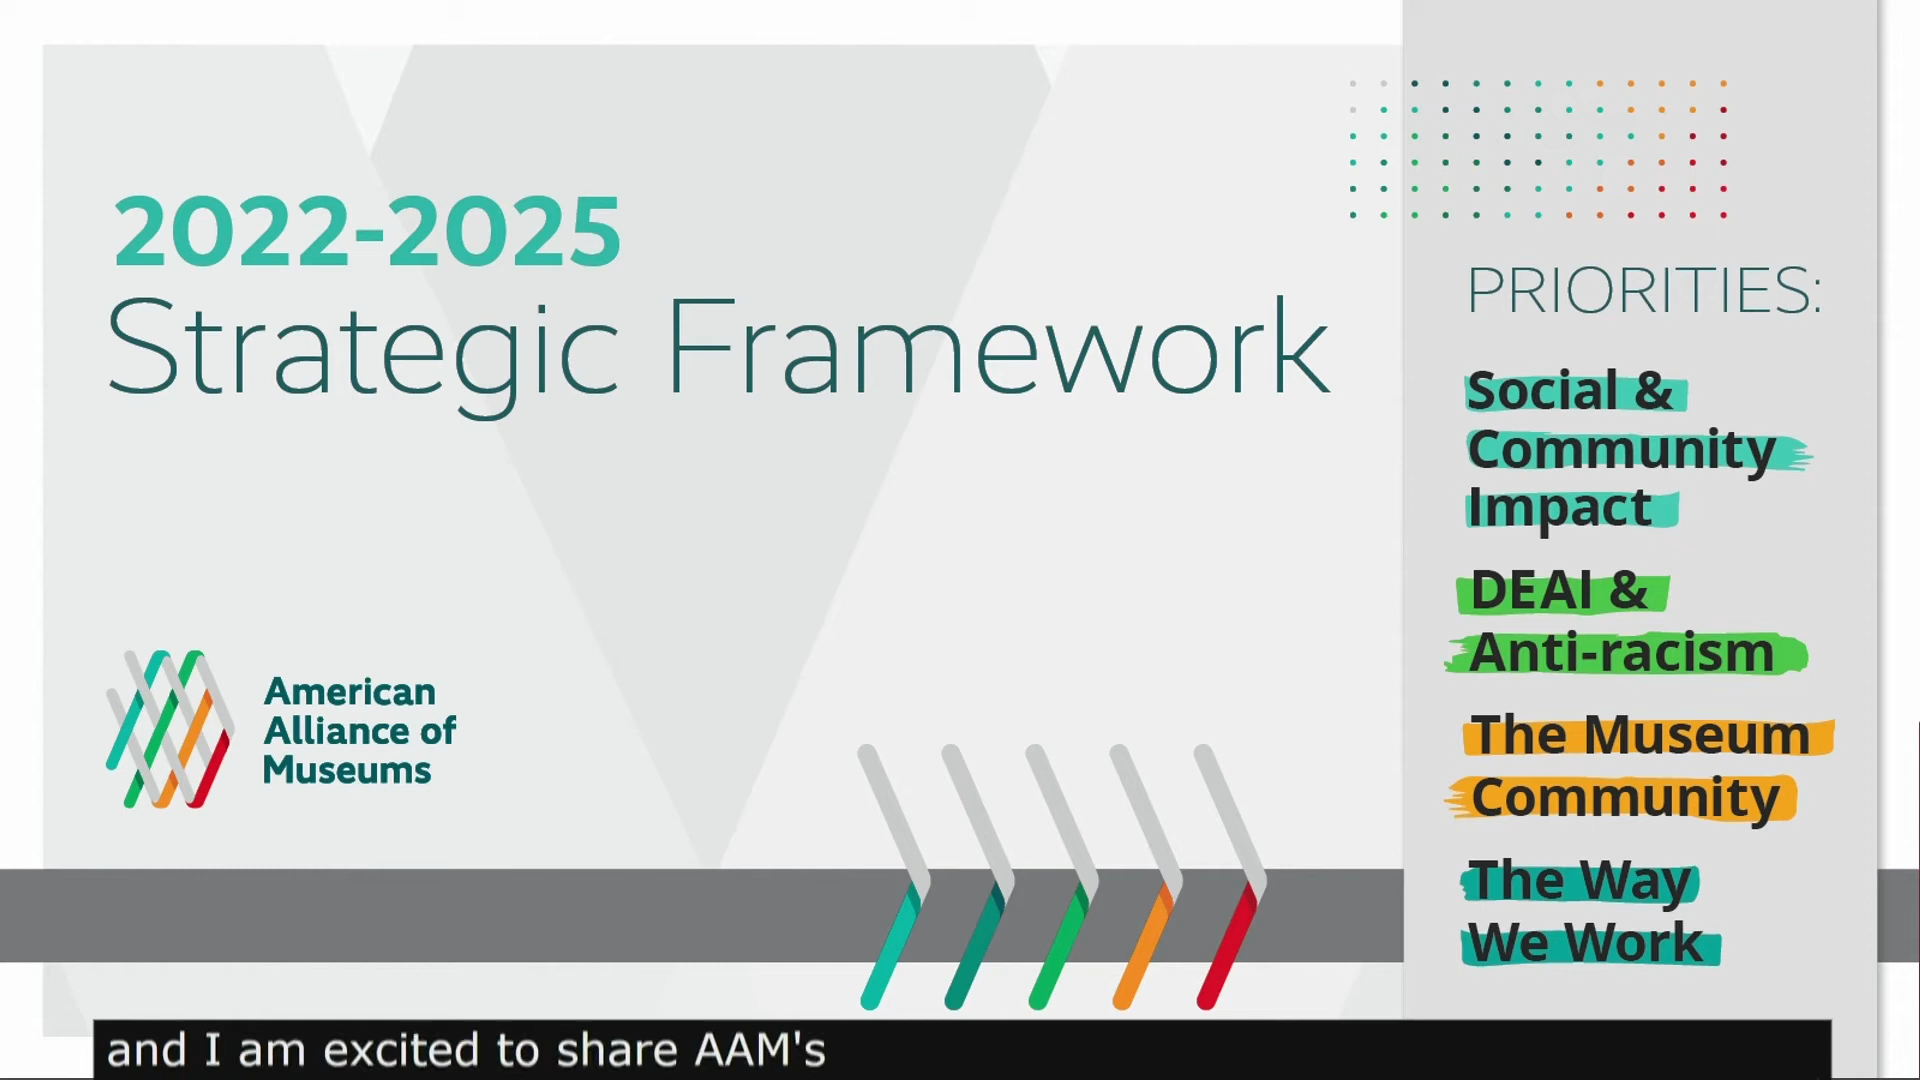 2022-2025
Strategic Framework
American
Alliance of
Museums
PRIORITIES:
Social &
Community
Impact
DEAI &
Anti-racism
The Museum
Community
The Way
We Work
and I am excited to share AAM's